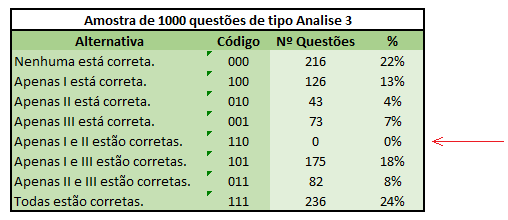 Amostra de 1000 questões de tipo Analise 3
Alternativa Código Nº Questões %
Nenhuma está correta. 000 216 22%
Apenas I está correta. 100 126 13%
Apenas II está correta. 010 43 4%
Apenas III está correta. 001 73 7%
Apenas I e II estão corretas. 110 0 0%
Apenas I e III estão corretas. 101 175 18%
Apenas II e III estão corretas. 011 82 8%
Todas estão corretas. 111 236 24%